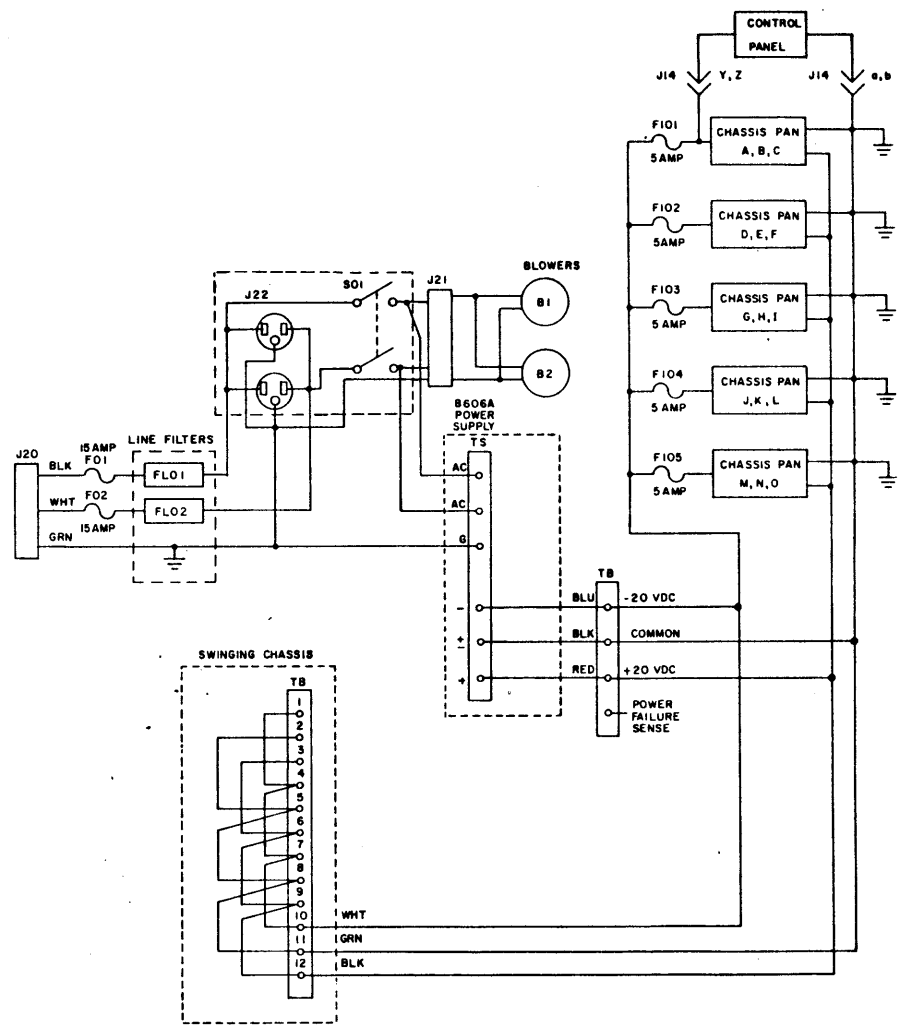 CONTROL
PANEL
J14
Y, Z
J14
a,b
F101
5 AMP
CHASSIS PAN
A, B, C
F102
5AMP
CHASSIS PAN
D, E, F
F103
5 AMP
CHASSIS PAN
G, H, I
F104
5 AMP
CHASSIS PAN
J, K, L
F105
5 AMP
CHASSIS PAN
M, N, O
BLOWERS
B1
B2
J22
S01
J21
B606A
POWER
SUPPLY
TS
AC
AC
G
-
+
-
+
LINE FILTERS
J20
BLK
15 AMP
F01
FL01
WHT
F02
15 AMP
FL02
GRN
TB
BLU
-20 VDC
BLK
COMMON
RED
+20 VDC
POWER
FAILURE
SENSE
SWINGING CHASSIS
TB
1
2
3
4
5
6
7
8
9
10
WHT
11
GRN
12
BLK